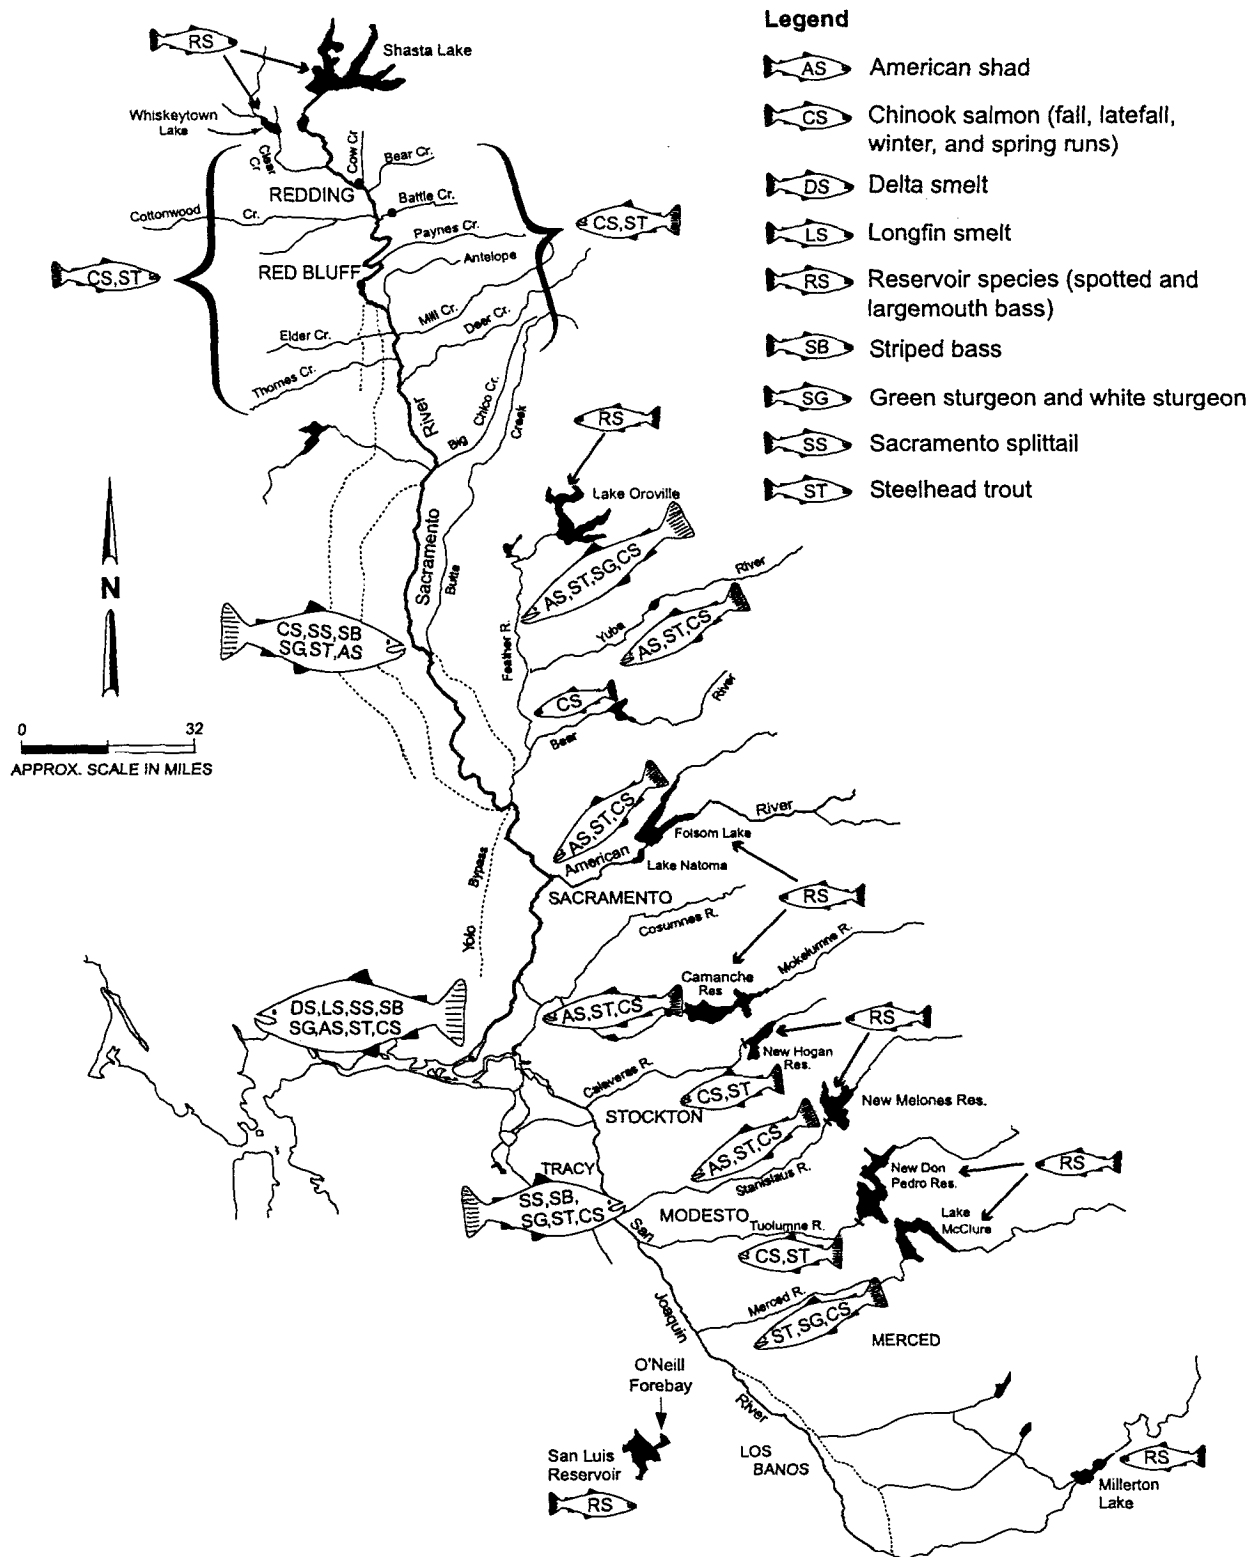 Legend
AS American shad
CS Chinook salmon (fall, latefall,
winter, and spring runs)
DS Delta smelt
LS Longfin smelt
RS Reservoir species (spotted and
largemouth bass)
SB Striped bass
SG Green sturgeon and white sturgeon
SS Sacramento splittail
ST Steelhead trout
RS
Shasta Lake
Whiskeytown
Lake
Clear
Cr
Cow Cr
Bear Cr.
REDDING
Battle Cr.
Cottonwood Cr.
Paynes Cr.
CS,ST
Antelope
RED BLUFF
CS,ST
Mill Cr.
Elder Cr.
Deer Cr.
Thomes Cr.
River
Big Chico Cr.
Creek
RS
Lake Oroville
Sacramento
Butte
AS,ST,SG,CS
N
Feather R.
Yuba River
AS,ST,CS
CS,SS,SB
SG,ST,AS
CS
Bear River
0 32
APPROX. SCALE IN MILES
AS,ST,CS
River
Folsom Lake
American
Lake Natoma
Yolo Bypass
SACRAMENTO
RS
Cosumnes R.
Mokelumne R.
Camanche
Res
AS,ST,CS
DS,LS,SS,SB
SG,AS,ST,CS
RS
New Hogan
Res.
Calaveras R.
CS,ST
STOCKTON
New Melones Res.
AS,ST,CS
Stanislaus R.
TRACY
New Don
Pedro Res.
RS
SS,SB,
SG,ST,CS
San
MODESTO
Lake
McClure
Tuolumne R.
CS,ST
Joaquin
Merced R.
ST,SG,CS
MERCED
O'Neill
Forebay
River
San Luis
Reservoir
RS
LOS
BANOS
RS
Millerton
Lake